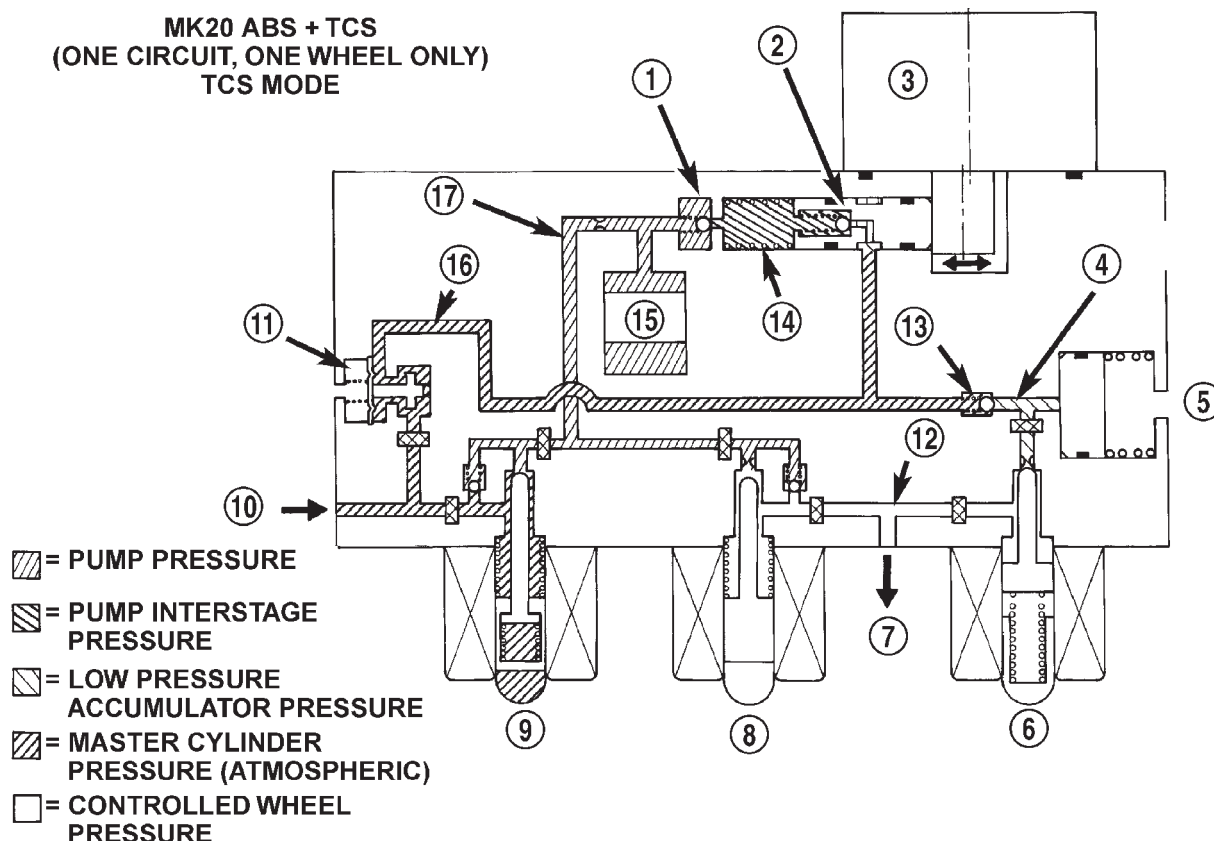 MK20 ABS + TCS
(ONE CIRCUIT, ONE WHEEL ONLY)
TCS MODE
1
2
3
17
4
16
11
15
14
13
5
12
10
= PUMP PRESSURE
= PUMP INTERSTAGE
PRESSURE
= LOW PRESSURE
ACCUMULATOR PRESSURE
= MASTER CYLINDER
PRESSURE (ATMOSPHERIC)
= CONTROLLED WHEEL
PRESSURE
7
9
8
6